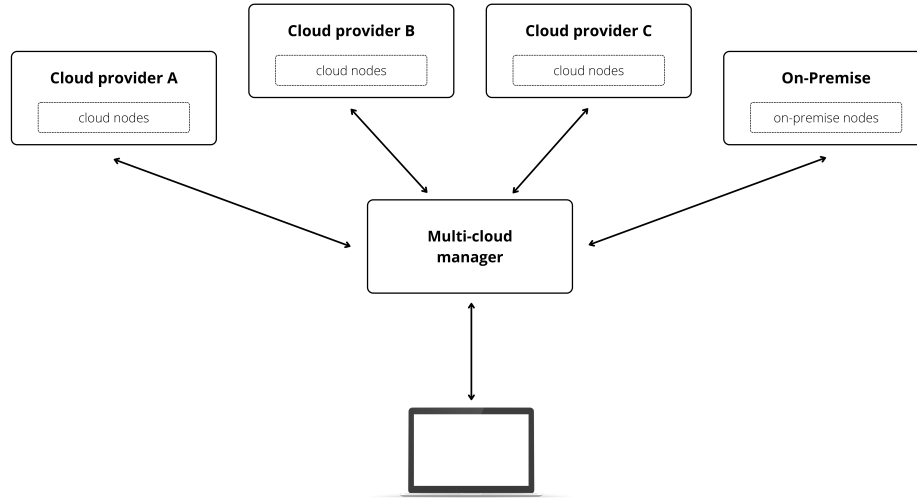 Cloud provider A
cloud nodes
Cloud provider B
cloud nodes
Cloud provider C
cloud nodes
On-Premise
on-premise nodes
Multi-cloud
manager